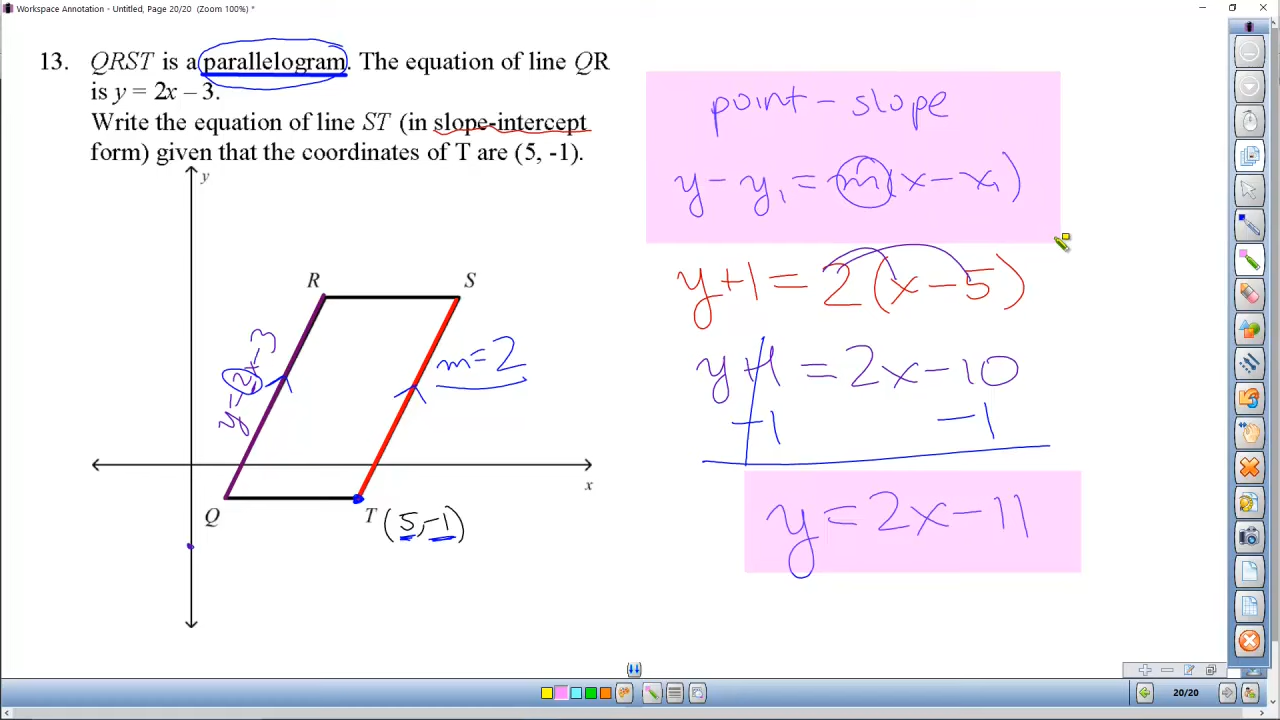 Workspace Annotation - Untitled, Page 20/20 (Zoom 100%) *
13. QRST is a parallelogram. The equation of line QR
is y = 2x – 3.
Write the equation of line ST (in slope-intercept
form) given that the coordinates of T are (5, -1).
point - slope
y - y₁ = m(x - x₁)
y+1 = 2(x-5)
y+1 = 2x-10
-1 -1
y = 2x-11
y
R
S
y=2x-3
m=2
x
Q
T (5,-1)
20/20